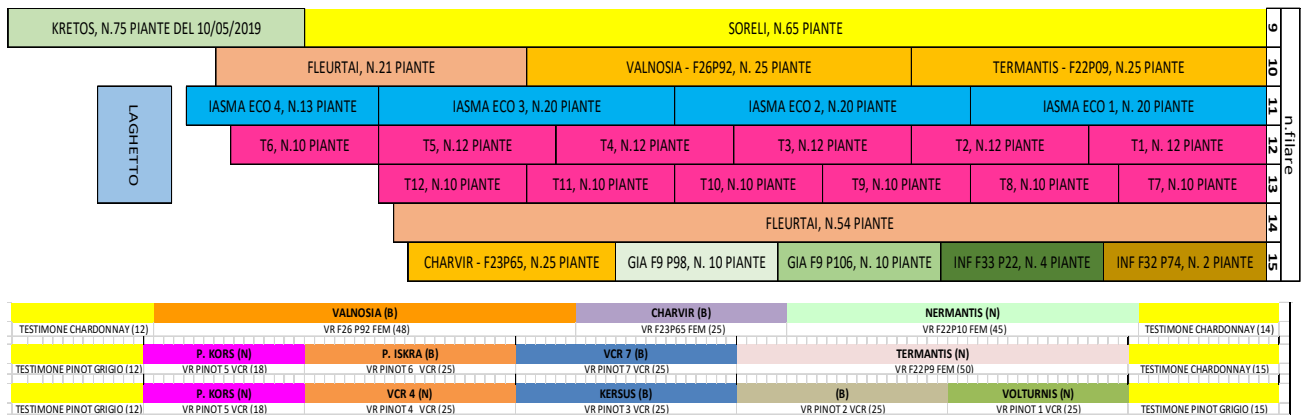 KRETOS, N.75 PIANTE DEL 10/05/2019
SORELI, N.65 PIANTE
9
FLEURTAI, N.21 PIANTE
VALNOSIA - F26P92, N. 25 PIANTE
TERMANTIS - F22P09, N.25 PIANTE
10
IASMA ECO 4, N.13 PIANTE
IASMA ECO 3, N.20 PIANTE
IASMA ECO 2, N.20 PIANTE
IASMA ECO 1, N. 20 PIANTE
11
LAGHETTO
T6, N.10 PIANTE
T5, N.12 PIANTE
T4, N.12 PIANTE
T3, N.12 PIANTE
T2, N.12 PIANTE
T1, N. 12 PIANTE
12
n.filare
T12, N.10 PIANTE
T11, N.10 PIANTE
T10, N.10 PIANTE
T9, N.10 PIANTE
T8, N.10 PIANTE
T7, N.10 PIANTE
13
FLEURTAI, N.54 PIANTE
14
CHARVIR - F23P65, N.25 PIANTE
GIA F9 P98, N. 10 PIANTE
GIA F9 P106, N. 10 PIANTE
INF F33 P22, N. 4 PIANTE
INF F32 P74, N. 2 PIANTE
15
VALNOSIA (B)
CHARVIR (B)
NERMANTIS (N)
TESTIMONE CHARDONNAY (12)
VR F26 P92 FEM (48)
VR F23P65 FEM (25)
VR F22P10 FEM (45)
TESTIMONE CHARDONNAY (14)
P. KORS (N)
P. ISKRA (B)
VCR 7 (B)
TERMANTIS (N)
TESTIMONE PINOT GRIGIO (12)
VR PINOT 5 VCR (18)
VR PINOT 6 VCR (25)
VR PINOT 7 VCR (25)
VR F22P9 FEM (50)
TESTIMONE CHARDONNAY (15)
P. KORS (N)
VCR 4 (N)
KERSUS (B)
(B)
VOLTURNIS (N)
TESTIMONE PINOT GRIGIO (12)
VR PINOT 5 VCR (18)
VR PINOT 4 VCR (25)
VR PINOT 3 VCR (25)
VR PINOT 2 VCR (25)
VR PINOT 1 VCR (25)
TESTIMONE PINOT GRIGIO (15)